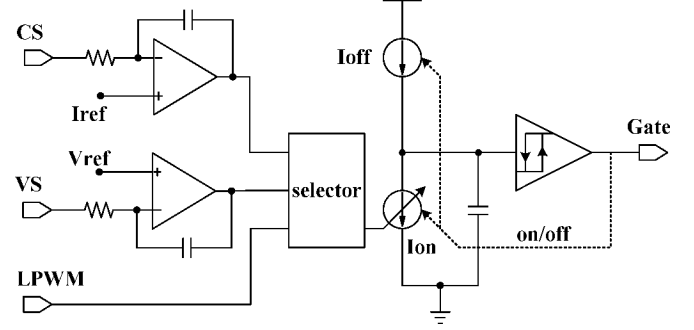 CS
Ioff
Iref
Gate
Vref
VS
selector
Ion
on/off
LPWM